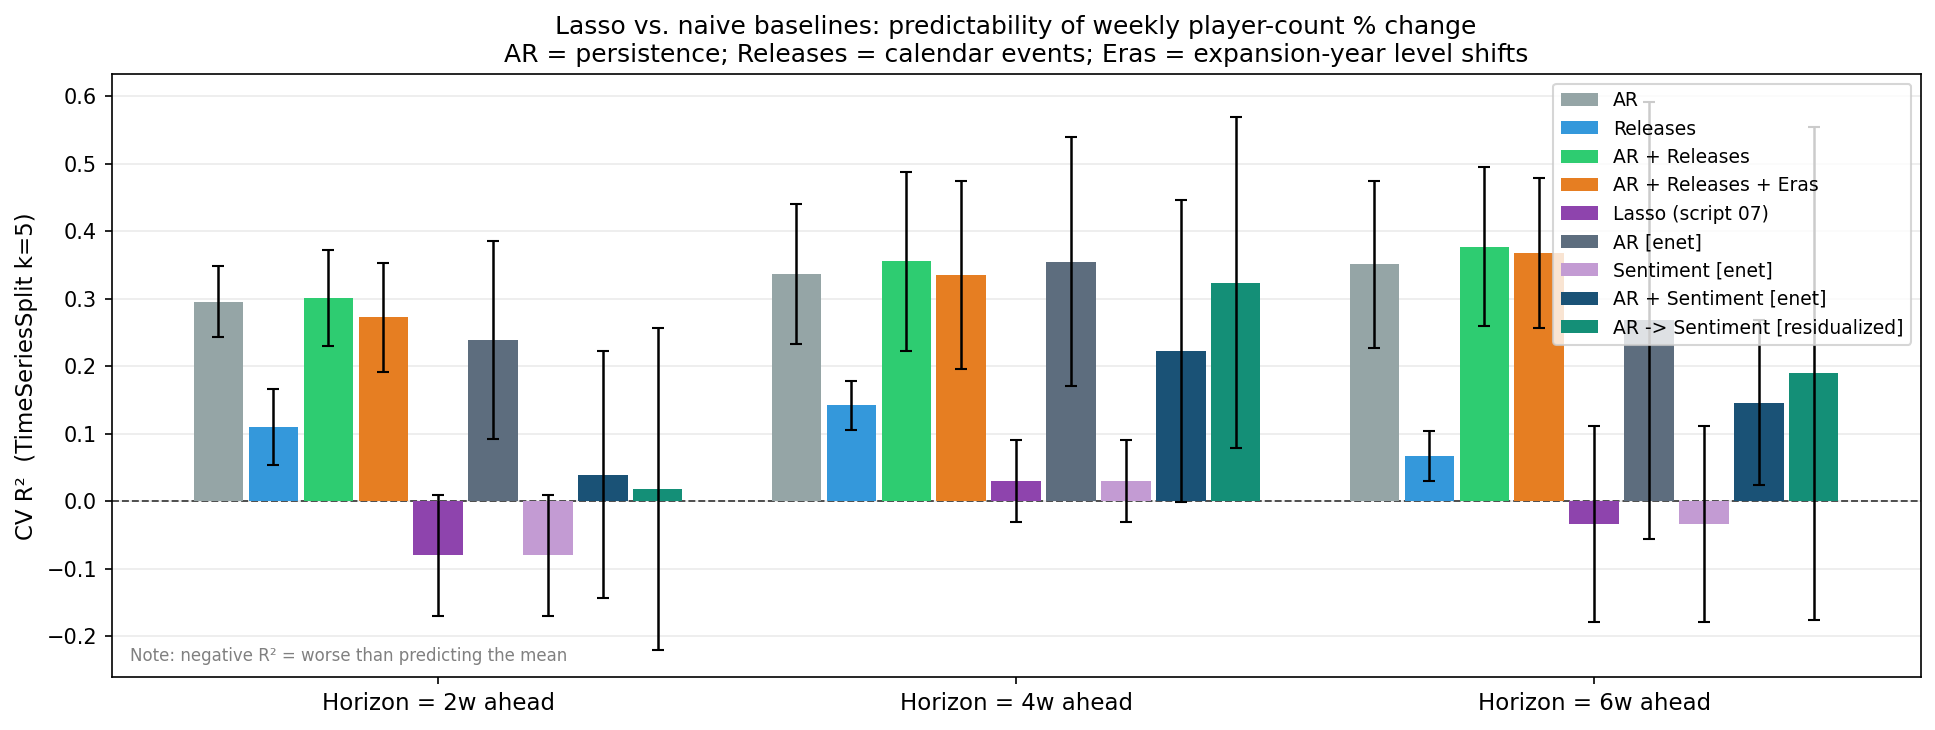 Lasso vs. naive baselines: predictability of weekly player-count % change
AR = persistence; Releases = calendar events; Eras = expansion-year level shifts
CV R² (TimeSeriesSplit k=5)
0.6
0.5
0.4
0.3
0.2
0.1
0.0
−0.1
−0.2
AR
Releases
AR + Releases
AR + Releases + Eras
Lasso (script 07)
AR [enet]
Sentiment [enet]
AR + Sentiment [enet]
AR -> Sentiment [residualized]
Note: negative R² = worse than predicting the mean
Horizon = 2w ahead
Horizon = 4w ahead
Horizon = 6w ahead